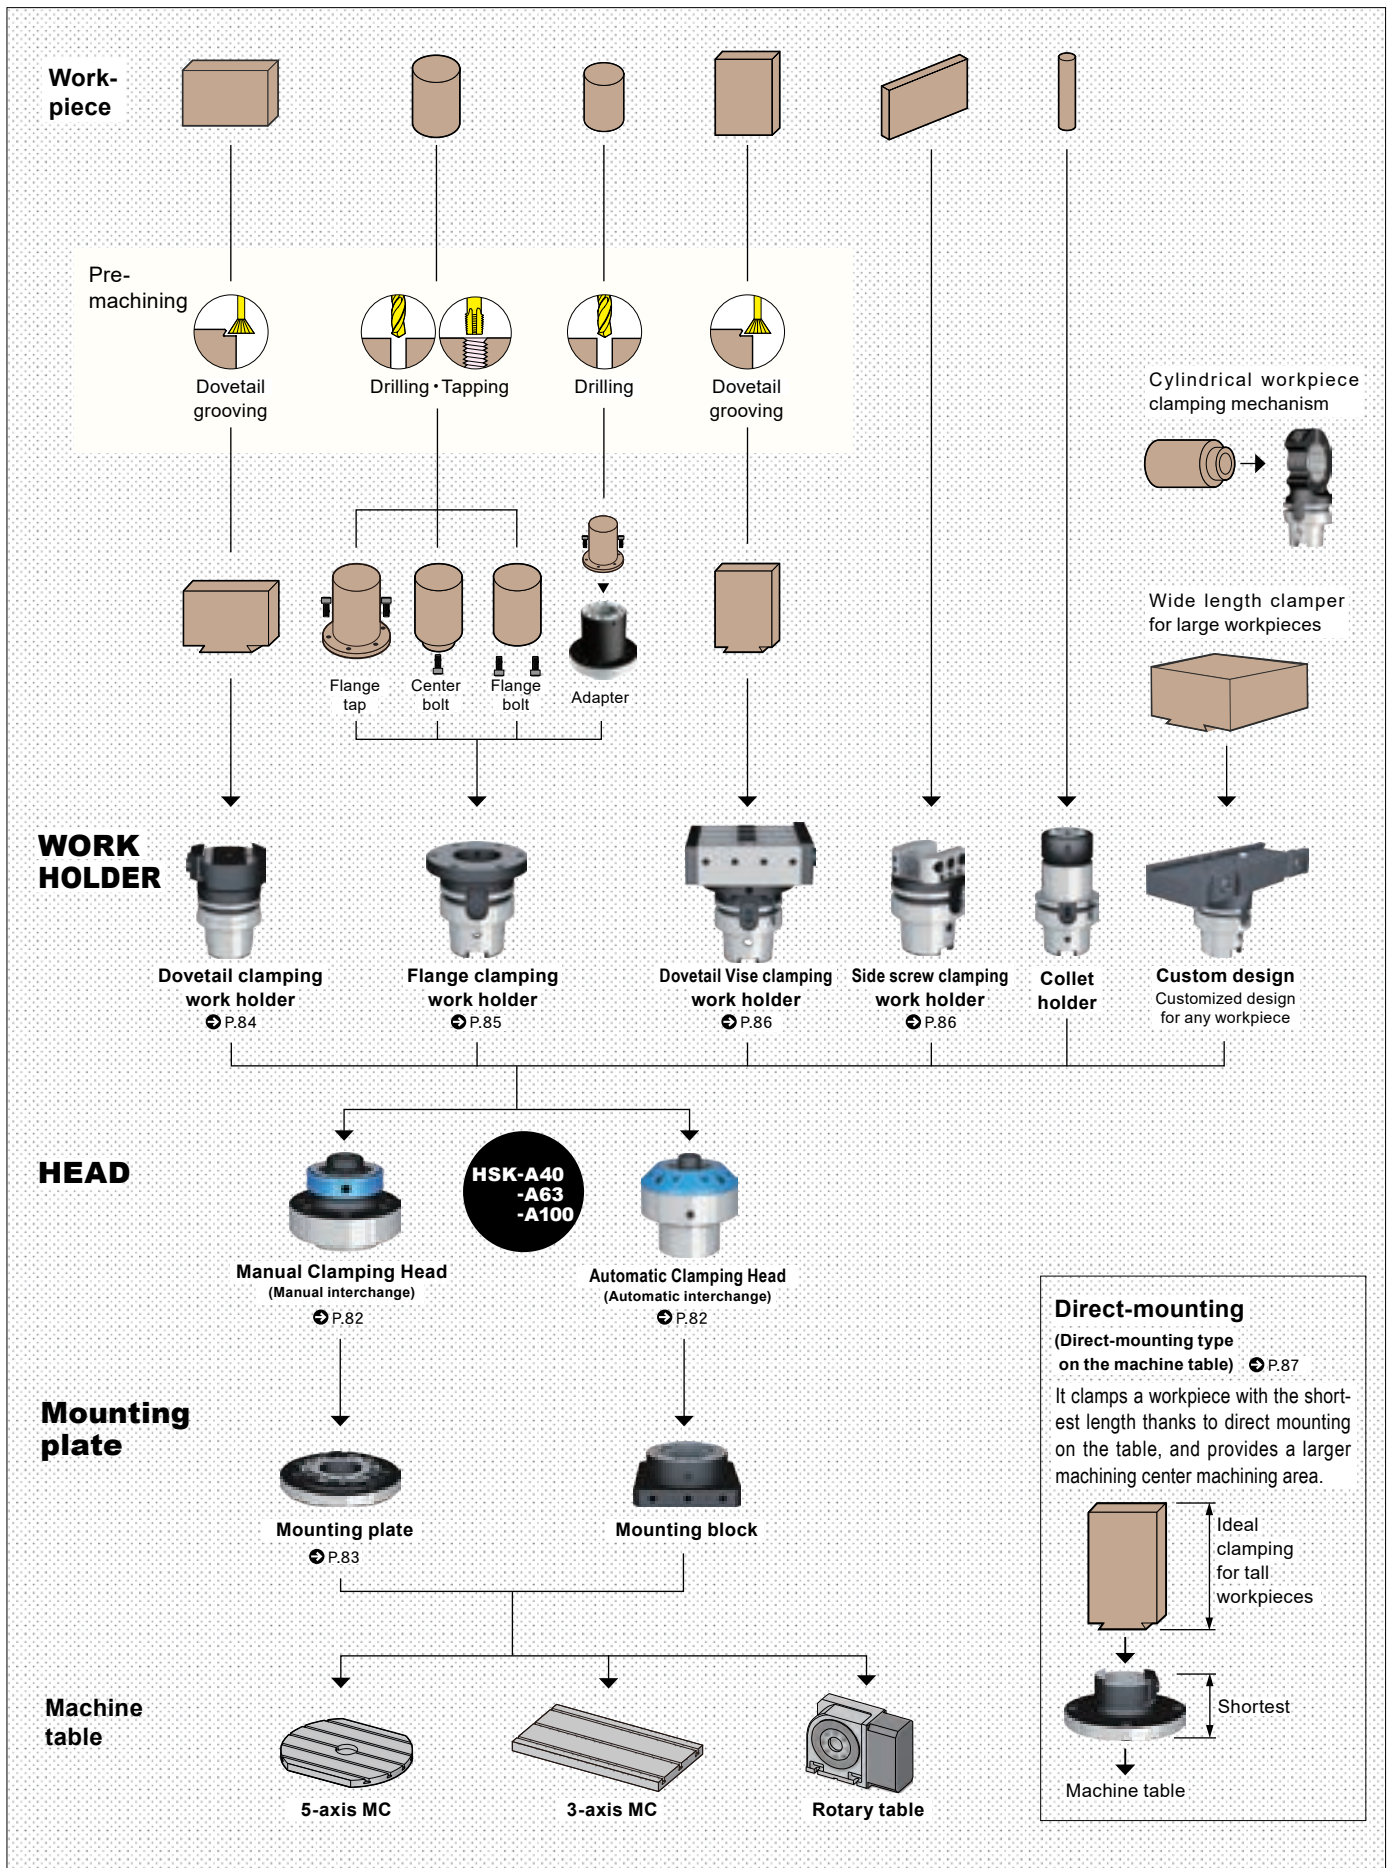 Work-
piece
Pre-
machining
Dovetail
grooving
Drilling・Tapping
Drilling
Dovetail
grooving
Cylindrical workpiece
clamping mechanism
Wide length clamper
for large workpieces
Flange
tap
Center
bolt
Flange
bolt
Adapter
WORK
HOLDER
Dovetail clamping
work holder
P.84
Flange clamping
work holder
P.85
Dovetail Vise clamping
work holder
P.86
Side screw clamping
work holder
P.86
Collet
holder
Custom design
Customized design
for any workpiece
HEAD
HSK-A40
-A63
-A100
Manual Clamping Head
(Manual interchange)
P.82
Automatic Clamping Head
(Automatic interchange)
P.82
Mounting
plate
Mounting plate
P.83
Mounting block
Machine
table
5-axis MC
3-axis MC
Rotary table
Direct-mounting
(Direct-mounting type
on the machine table) P.87
It clamps a workpiece with the short-
est length thanks to direct mounting
on the table, and provides a larger
machining center machining area.
Ideal
clamping
for tall
workpieces
Shortest
Machine table